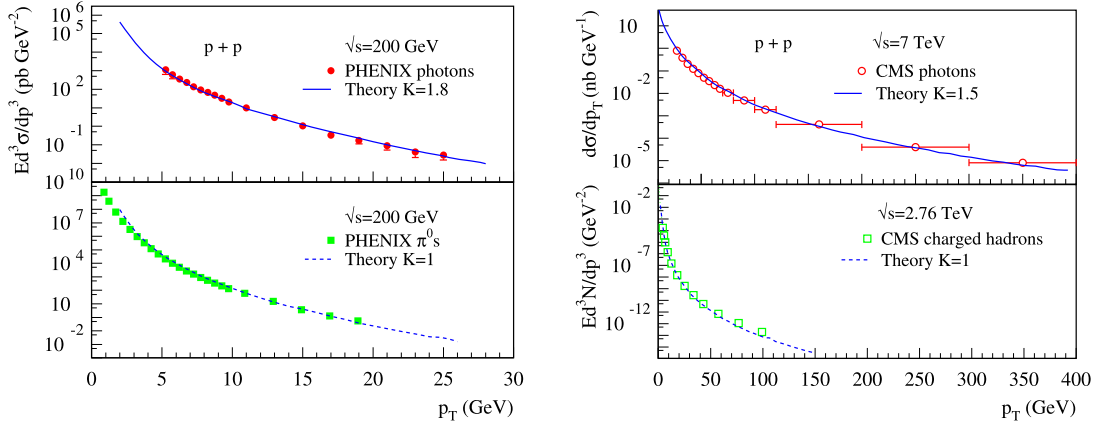 10^6
10^5
10^2
10
10^-1
10
10^10
Ed^3σ/dp^3 (pb GeV^-2)
p + p
√s=200 GeV
PHENIX photons
Theory K=1.8
10^7
10^4
10
10^-2
√s=200 GeV
PHENIX π^0s
Theory K=1
0 5 10 15 20 25 30
p_T (GeV)
10
10^-2
10
10^-5
dσ/dp_T (nb GeV^-1)
p + p
√s=7 TeV
CMS photons
Theory K=1.5
10^-2
10^-7
10
10^-12
Ed^3N/dp^3 (GeV^-2)
√s=2.76 TeV
CMS charged hadrons
Theory K=1
0 50 100 150 200 250 300 350 400
p_T (GeV)